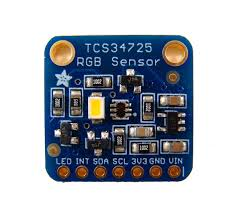 TCS34725
RGB Sensor
LED INT SDA SCL 3V3 GND VIN